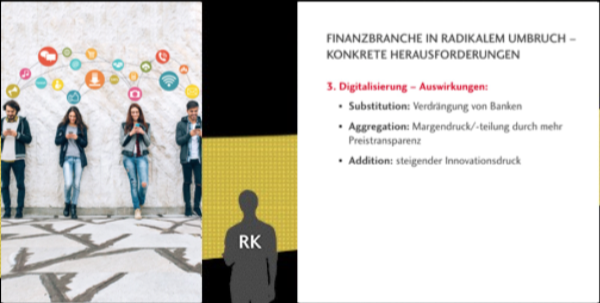 FINANZBRANCHE IN RADIKALEM UMBRUCH –
KONKRETE HERAUSFORDERUNGEN
3. Digitalisierung – Auswirkungen:
• Substitution: Verdrängung von Banken
• Aggregation: Margendruck/-teilung durch mehr
Preistransparenz
• Addition: steigender Innovationsdruck
RK